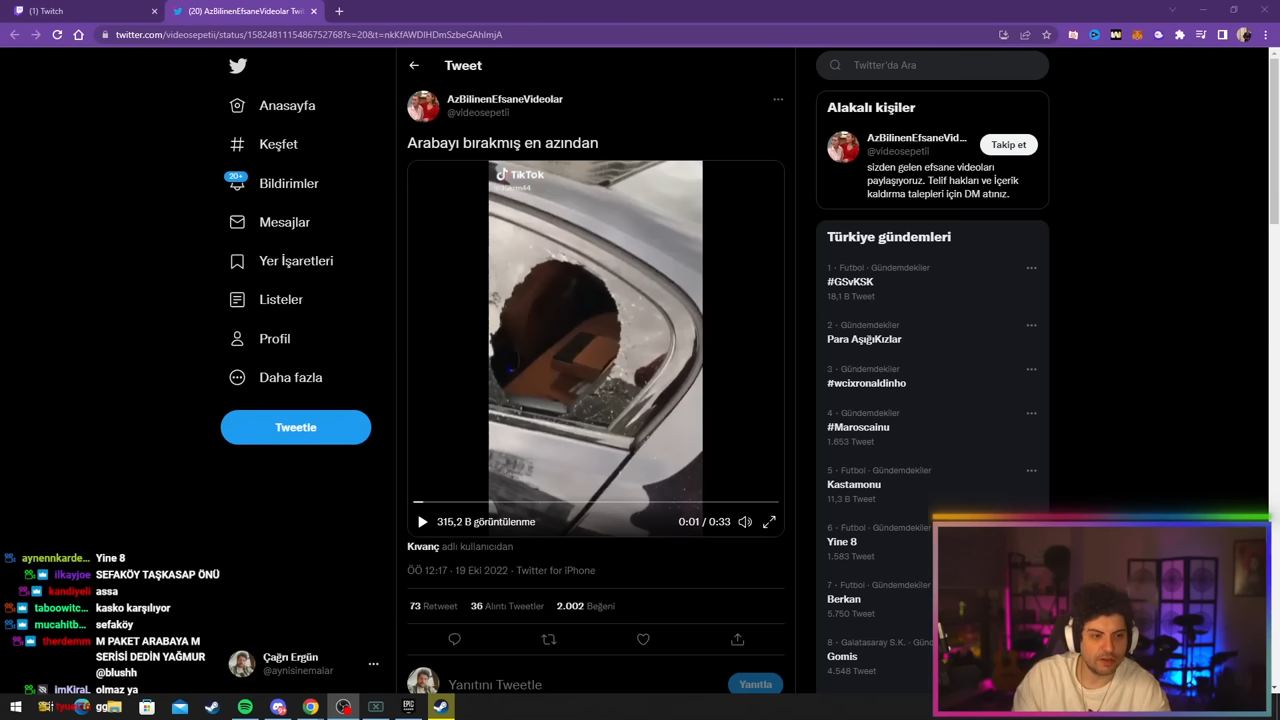 (1) Twitch
(20) AzBilinenEfsaneVideolar Twi
twitter.com/videosepetii/status/1582481115486752768?s=20&t=nkKfAWDIHDmSzbeGAhlmjA
Anasayfa
Keşfet
20+
Bildirimler
Mesajlar
Yer İşaretleri
Listeler
Profil
Daha fazla
Tweetle
Çağrı Ergün
@aynisinemalar
Tweet
AzBilinenEfsaneVideolar
@videosepetii
Arabayı bırakmış en azından
TikTok
315,2 B görüntülenme
0:01 / 0:33
Kıvanç adlı kullanıcıdan
ÖÖ 12:17 · 19 Eki 2022 · Twitter for iPhone
73 Retweet 36 Alıntı Tweetler 2.002 Beğeni
Yanıtını Tweetle
Yanıtla
Twitter'da Ara
Alakalı kişiler
AzBilinenEfsaneVid...
@videosepetii
Takip et
sizden gelen efsane videoları
paylaşıyoruz. Telif hakları ve İçerik
kaldırma talepleri için DM atınız.
Türkiye gündemleri
1 · Futbol · Gündemdekiler
#GSvKSK
18,1 B Tweet
2 · Gündemdekiler
Para AşığıKızlar
3 · Gündemdekiler
#wcixronaldinho
4 · Gündemdekiler
#Maroscainu
1.653 Tweet
5 · Futbol · Gündemdekiler
Kastamonu
11,3 B Tweet
6 · Futbol · Gündemdekiler
Yine 8
1.583 Tweet
7 · Futbol · Gündemdekiler
Berkan
5.750 Tweet
8 · Galatasaray S.K. · Günd
Gomis
4.548 Tweet
aynennkarde... Yine 8
ilkayjoe SEFAKÖY TAŞKASAP ÖNÜ
kandiyeli assa
taboowitc... kasko karşılıyor
mucahitb... sefaköy
therdemm M PAKET ARABAYA M
SERİSİ DEDİN YAĞMUR
@blushh
imKiraL olmaz ya
EPIC